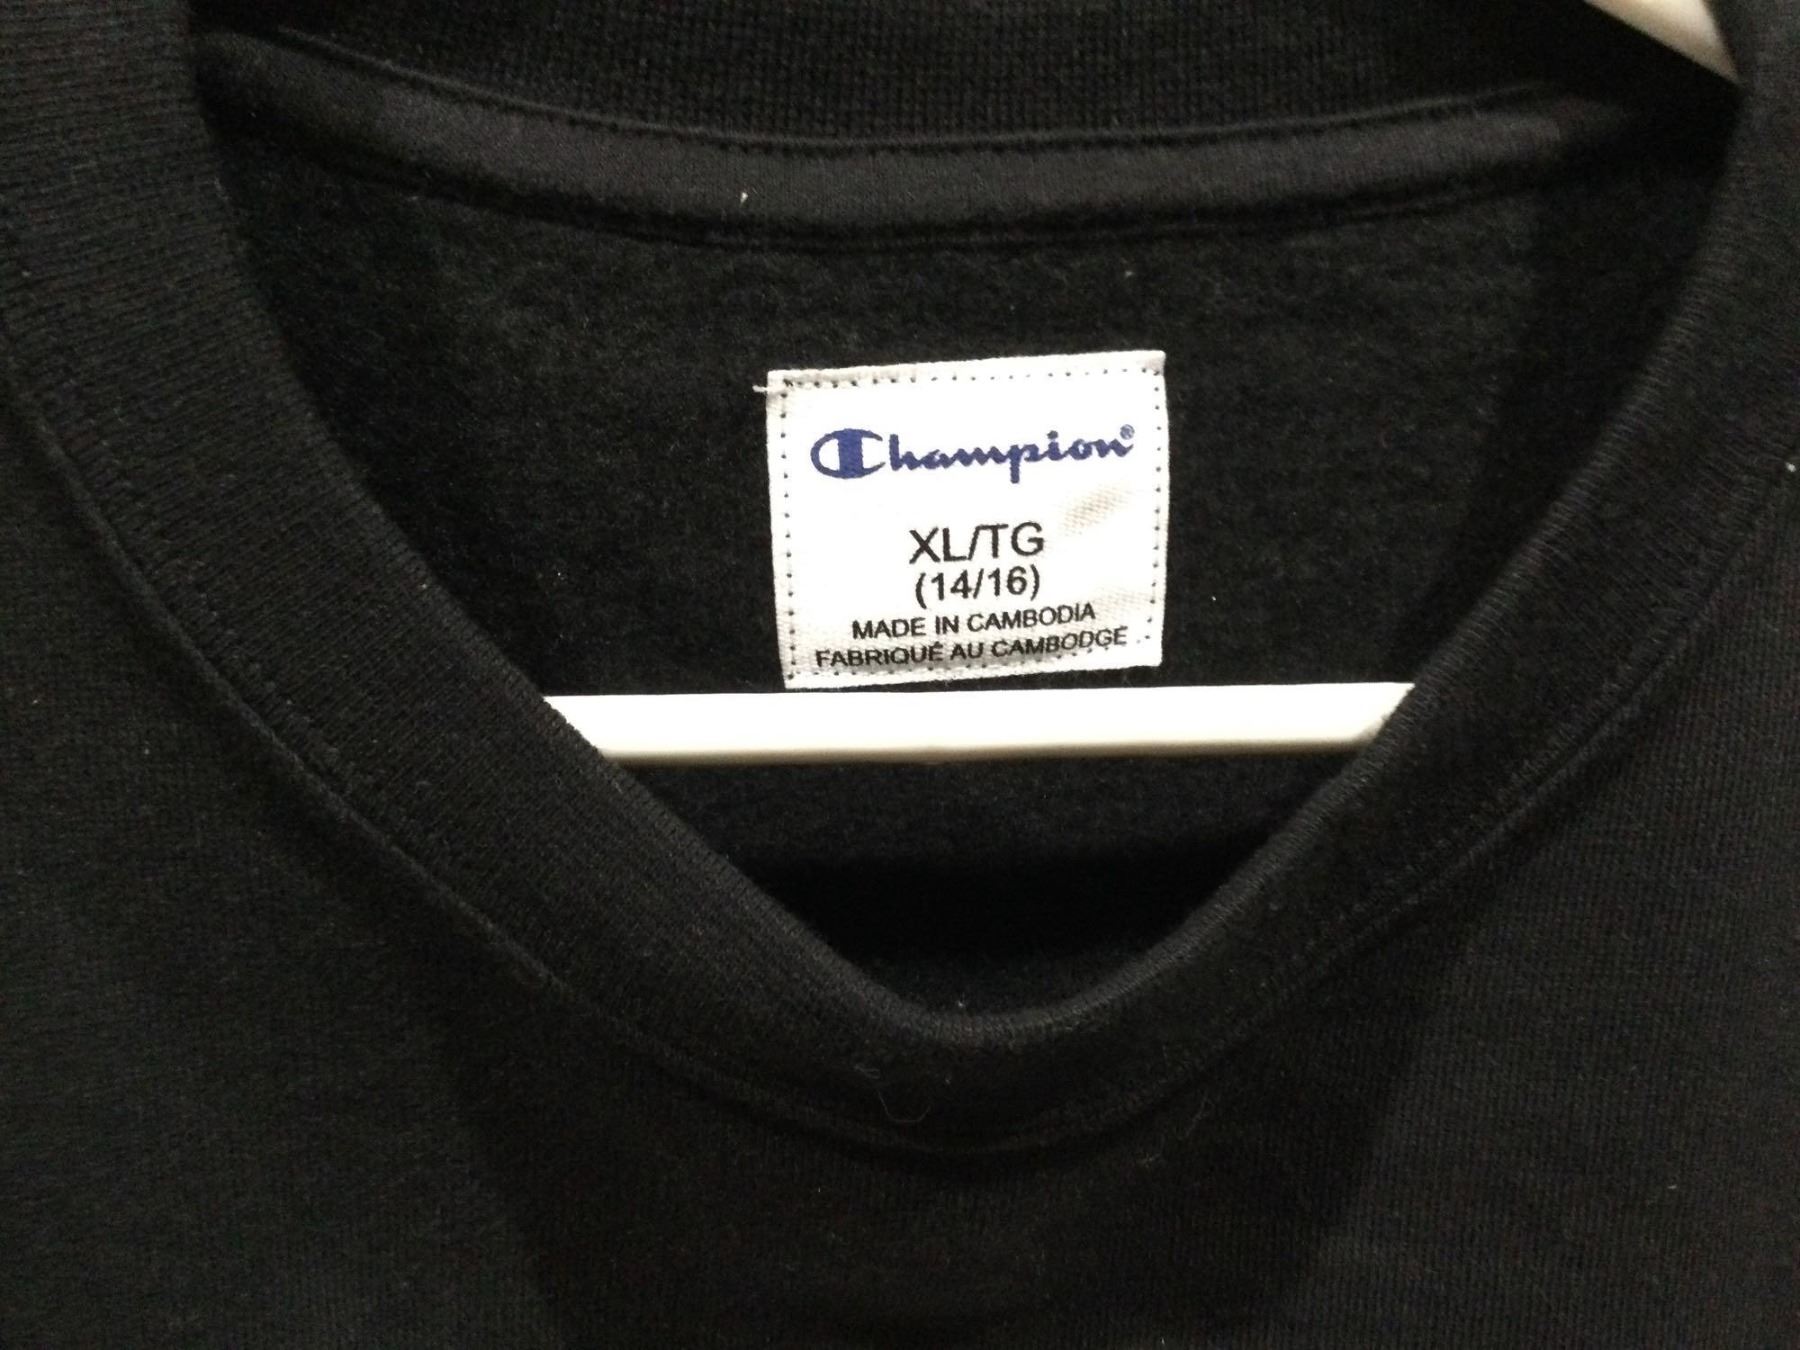 Champion®
XL/TG
(14/16)
MADE IN CAMBODIA
FABRIQUÉ AU CAMBODGE